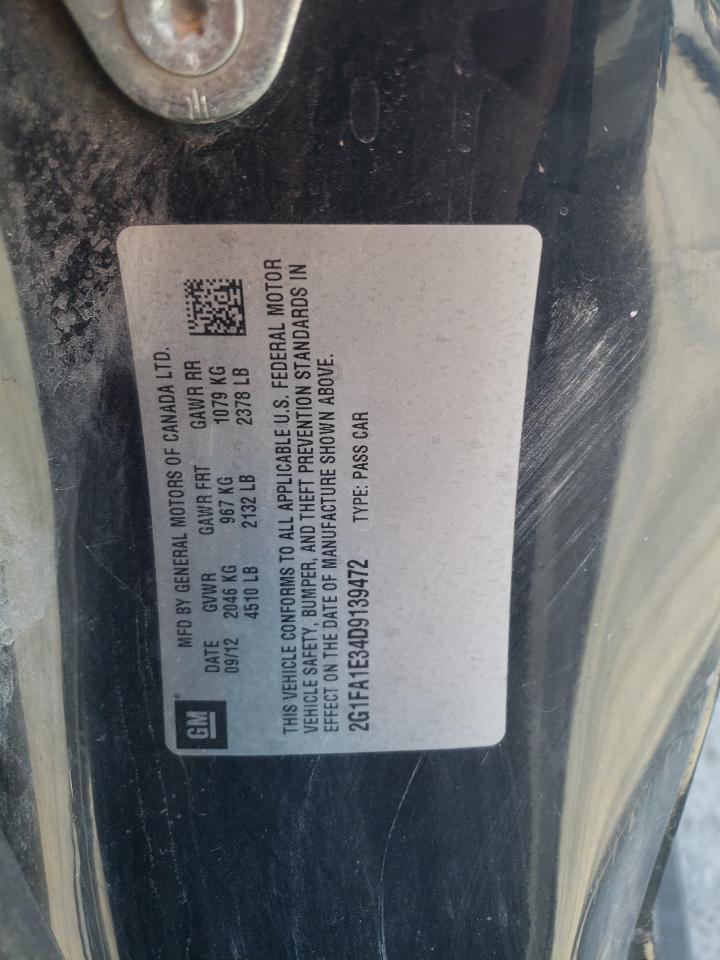 GM®
MFD BY GENERAL MOTORS OF CANADA LTD.
DATE GVWR GAWR FRT GAWR RR
09/12 2046 KG 967 KG 1079 KG
4510 LB 2132 LB 2378 LB
THIS VEHICLE CONFORMS TO ALL APPLICABLE U.S. FEDERAL MOTOR
VEHICLE SAFETY, BUMPER, AND THEFT PREVENTION STANDARDS IN
EFFECT ON THE DATE OF MANUFACTURE SHOWN ABOVE.
2G1FA1E34D9139472 TYPE: PASS CAR